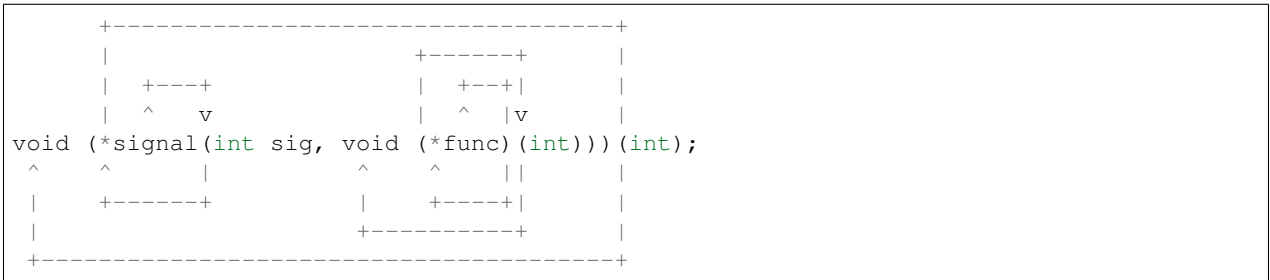 +-----------------------------------+
      |                     +------+      |
      |  +---+              |  +--+|      |
      |  ^   v              |  ^  |v      |
void (*signal(int sig, void (*func)(int)))(int);
 ^    ^      |          ^    ^    ||      |
 |    +------+          |    +----+|      |
 |                      +----------+      |
 +----------------------------------------+